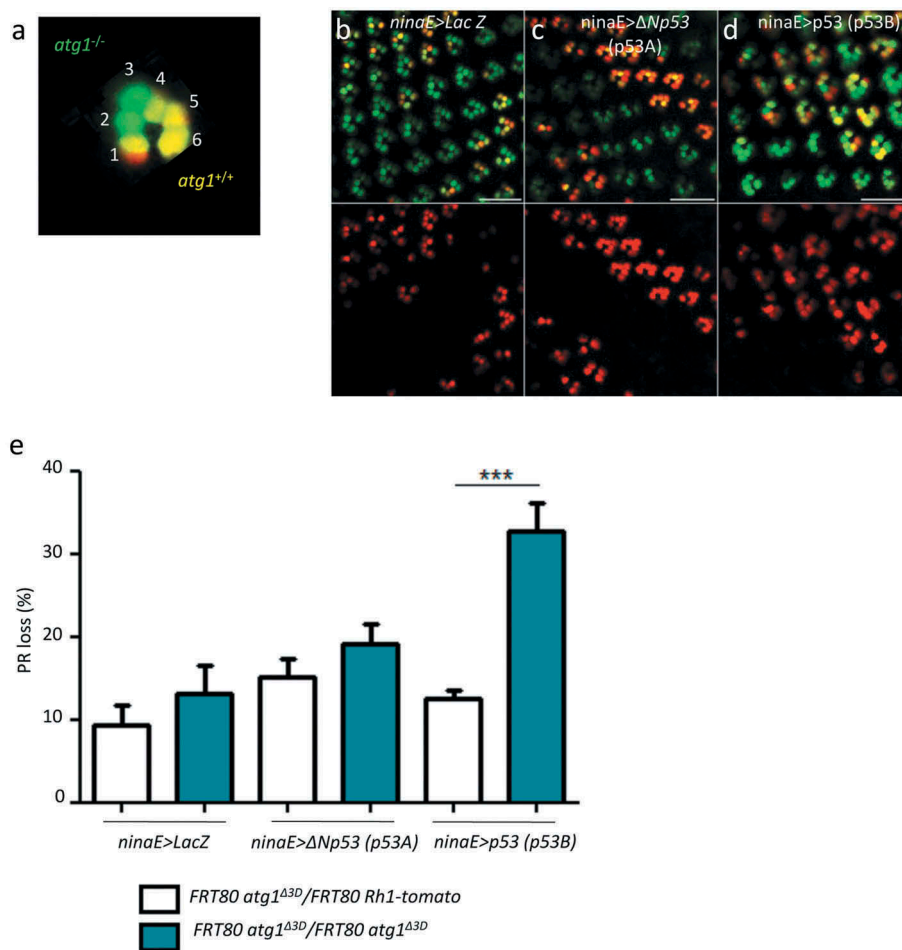 a
atg1-/-
3
4
2
5
1
6
atg1+/+
b
ninaE>Lac Z
c
ninaE>ΔNp53
(p53A)
d
ninaE>p53 (p53B)
e
PR loss (%)
40
30
20
10
0
***
ninaE>LacZ
ninaE>ΔNp53 (p53A)
ninaE>p53 (p53B)
FRT80 atg1Δ3D/FRT80 Rh1-tomato
FRT80 atg1Δ3D/FRT80 atg1Δ3D